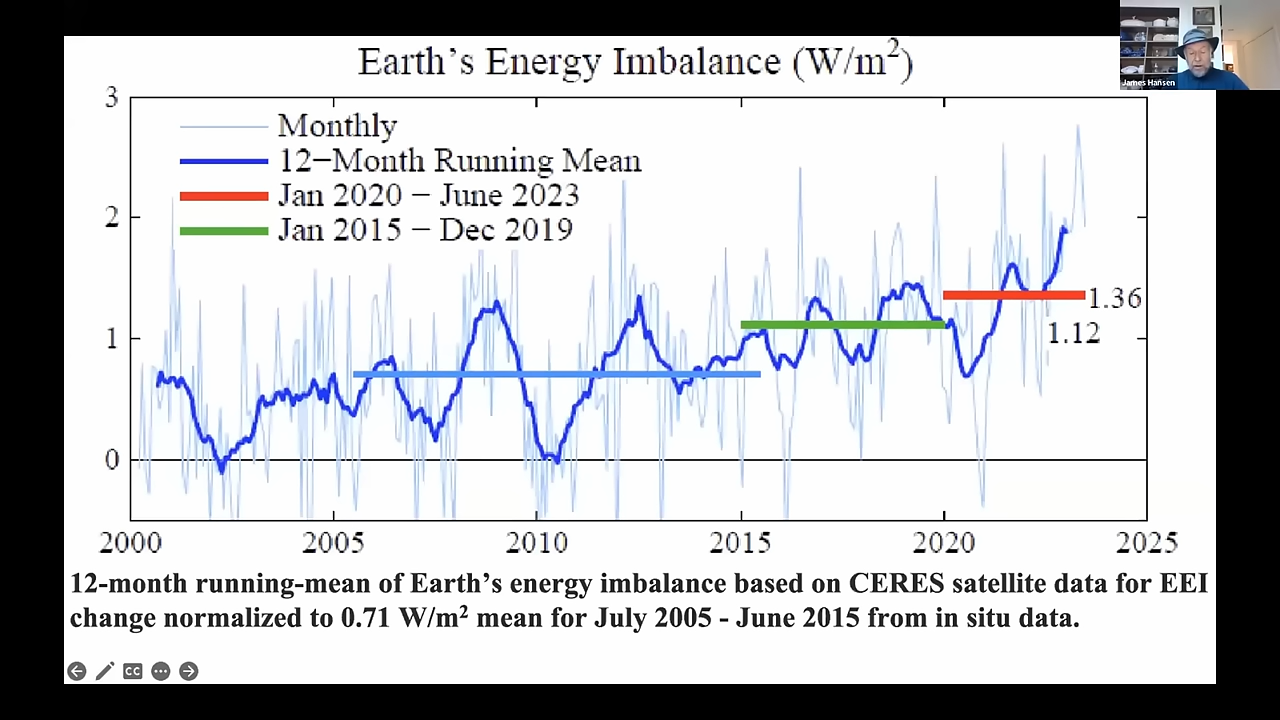 Earth's Energy Imbalance (W/m²)
James Hansen
3
Monthly
12−Month Running Mean
Jan 2020 − June 2023
Jan 2015 − Dec 2019
2
1.36
1.12
1
0
2000 2005 2010 2015 2020 2025
12-month running-mean of Earth's energy imbalance based on CERES satellite data for EEI
change normalized to 0.71 W/m² mean for July 2005 - June 2015 from in situ data.
CC